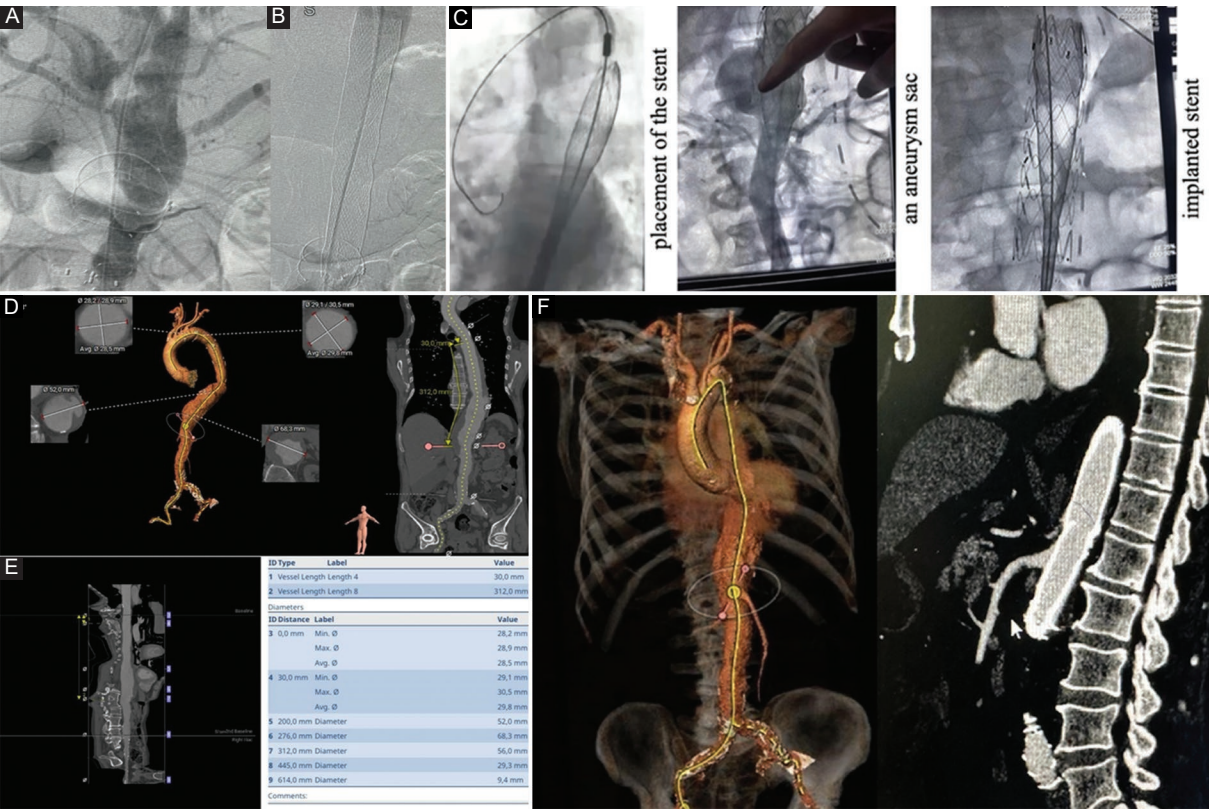 A
B
S
C
placement of the stent
an aneurysm sac
implanted stent
D
Ø 28,2 / 28,9 mm
Avg. Ø 28,5 mm
Ø 29,1 / 30,5 mm
Avg. Ø 29,8 mm
Ø 52,0 mm
Ø 68,3 mm
30,0 mm
312,0 mm
E
Baseline
ID Type Label Value
1 Vessel Length Length 4 30,0 mm
2 Vessel Length Length 8 312,0 mm
Diameters
ID Distance Label Value
3 0,0 mm Min. Ø 28,2 mm
Max. Ø 28,9 mm
Avg. Ø 28,5 mm
4 30,0 mm Min. Ø 29,1 mm
Max. Ø 30,5 mm
Avg. Ø 29,8 mm
5 200,0 mm Diameter 52,0 mm
6 276,0 mm Diameter 68,3 mm
7 312,0 mm Diameter 56,0 mm
8 445,0 mm Diameter 29,3 mm
9 614,0 mm Diameter 9,4 mm
Comments:
F